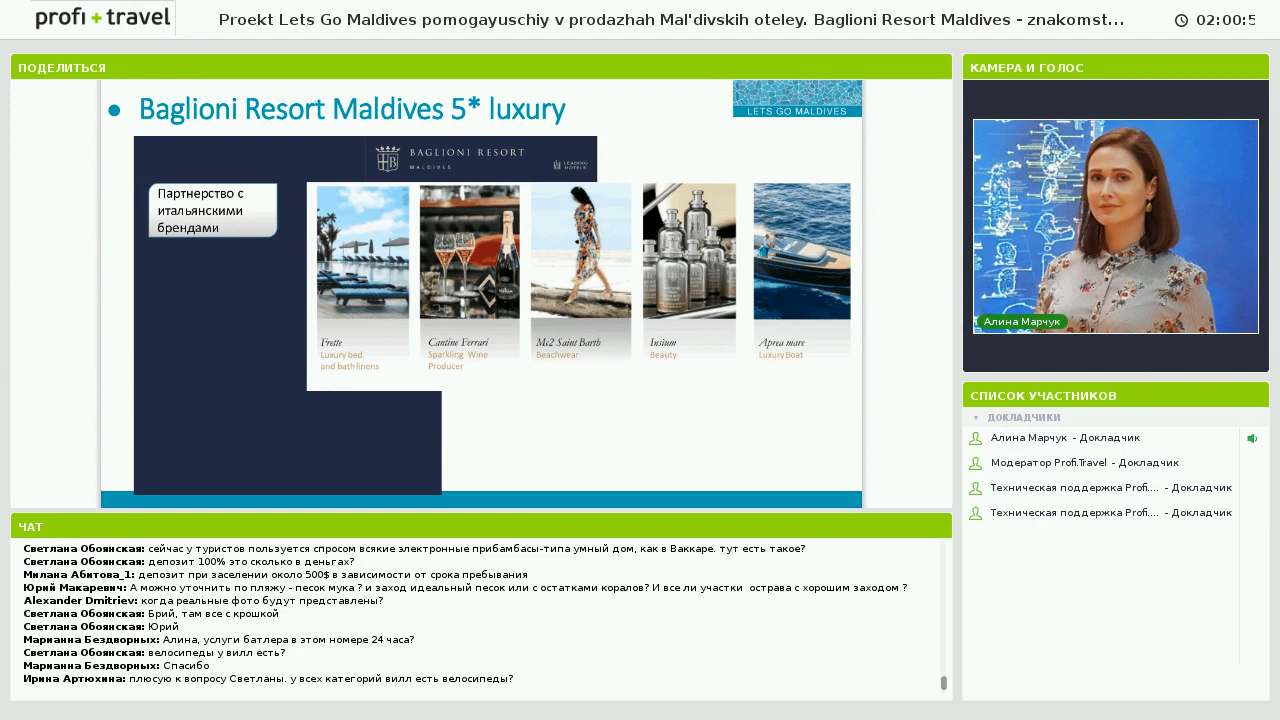 profi + travel
Proekt Lets Go Maldives pomogayuschiy v prodazhah Mal'divskih oteley. Baglioni Resort Maldives - znakomst...
02:00:5
ПОДЕЛИТЬСЯ
• Baglioni Resort Maldives 5* luxury
LETS GO MALDIVES
BAGLIONI RESORT
MALDIVES
LEADING
HOTELS
Партнерство с
итальянскими
брендами
Frette
Luxury bed
and bath linens
Cantine Ferrari
Sparkling Wine
Producer
Mc2 Saint Barth
Beachwear
Insium
Beauty
Aprea mare
Luxury Boat
КАМЕРА И ГОЛОС
Алина Марчук
СПИСОК УЧАСТНИКОВ
ДОКЛАДЧИКИ
Алина Марчук - Докладчик
Модератор Profi.Travel - Докладчик
Техническая поддержка Profi.... - Докладчик
Техническая поддержка Profi.... - Докладчик
ЧАТ
Светлана Обоянская: сейчас у туристов пользуется спросом всякие электронные прибамбасы-типа умный дом, как в Ваккаре. тут есть такое?
Светлана Обоянская: депозит 100% это сколько в деньгах?
Милана Абитова_1: депозит при заселении около 500$ в зависимости от срока пребывания
Юрий Макаревич: А можно уточнить по пляжу - песок мука ? и заход идеальный песок или с остатками коралов? И все ли участки острава с хорошим заходом ?
Alexander Dmitriev: когда реальные фото будут представлены?
Светлана Обоянская: Брий, там все с крошкой
Светлана Обоянская: Юрий
Марианна Бездворных: Алина, услуги батлера в этом номере 24 часа?
Светлана Обоянская: велосипеды у вилл есть?
Марианна Бездворных: Спасибо
Ирина Артюхина: плюсую к вопросу Светланы. у всех категорий вилл есть велосипеды?